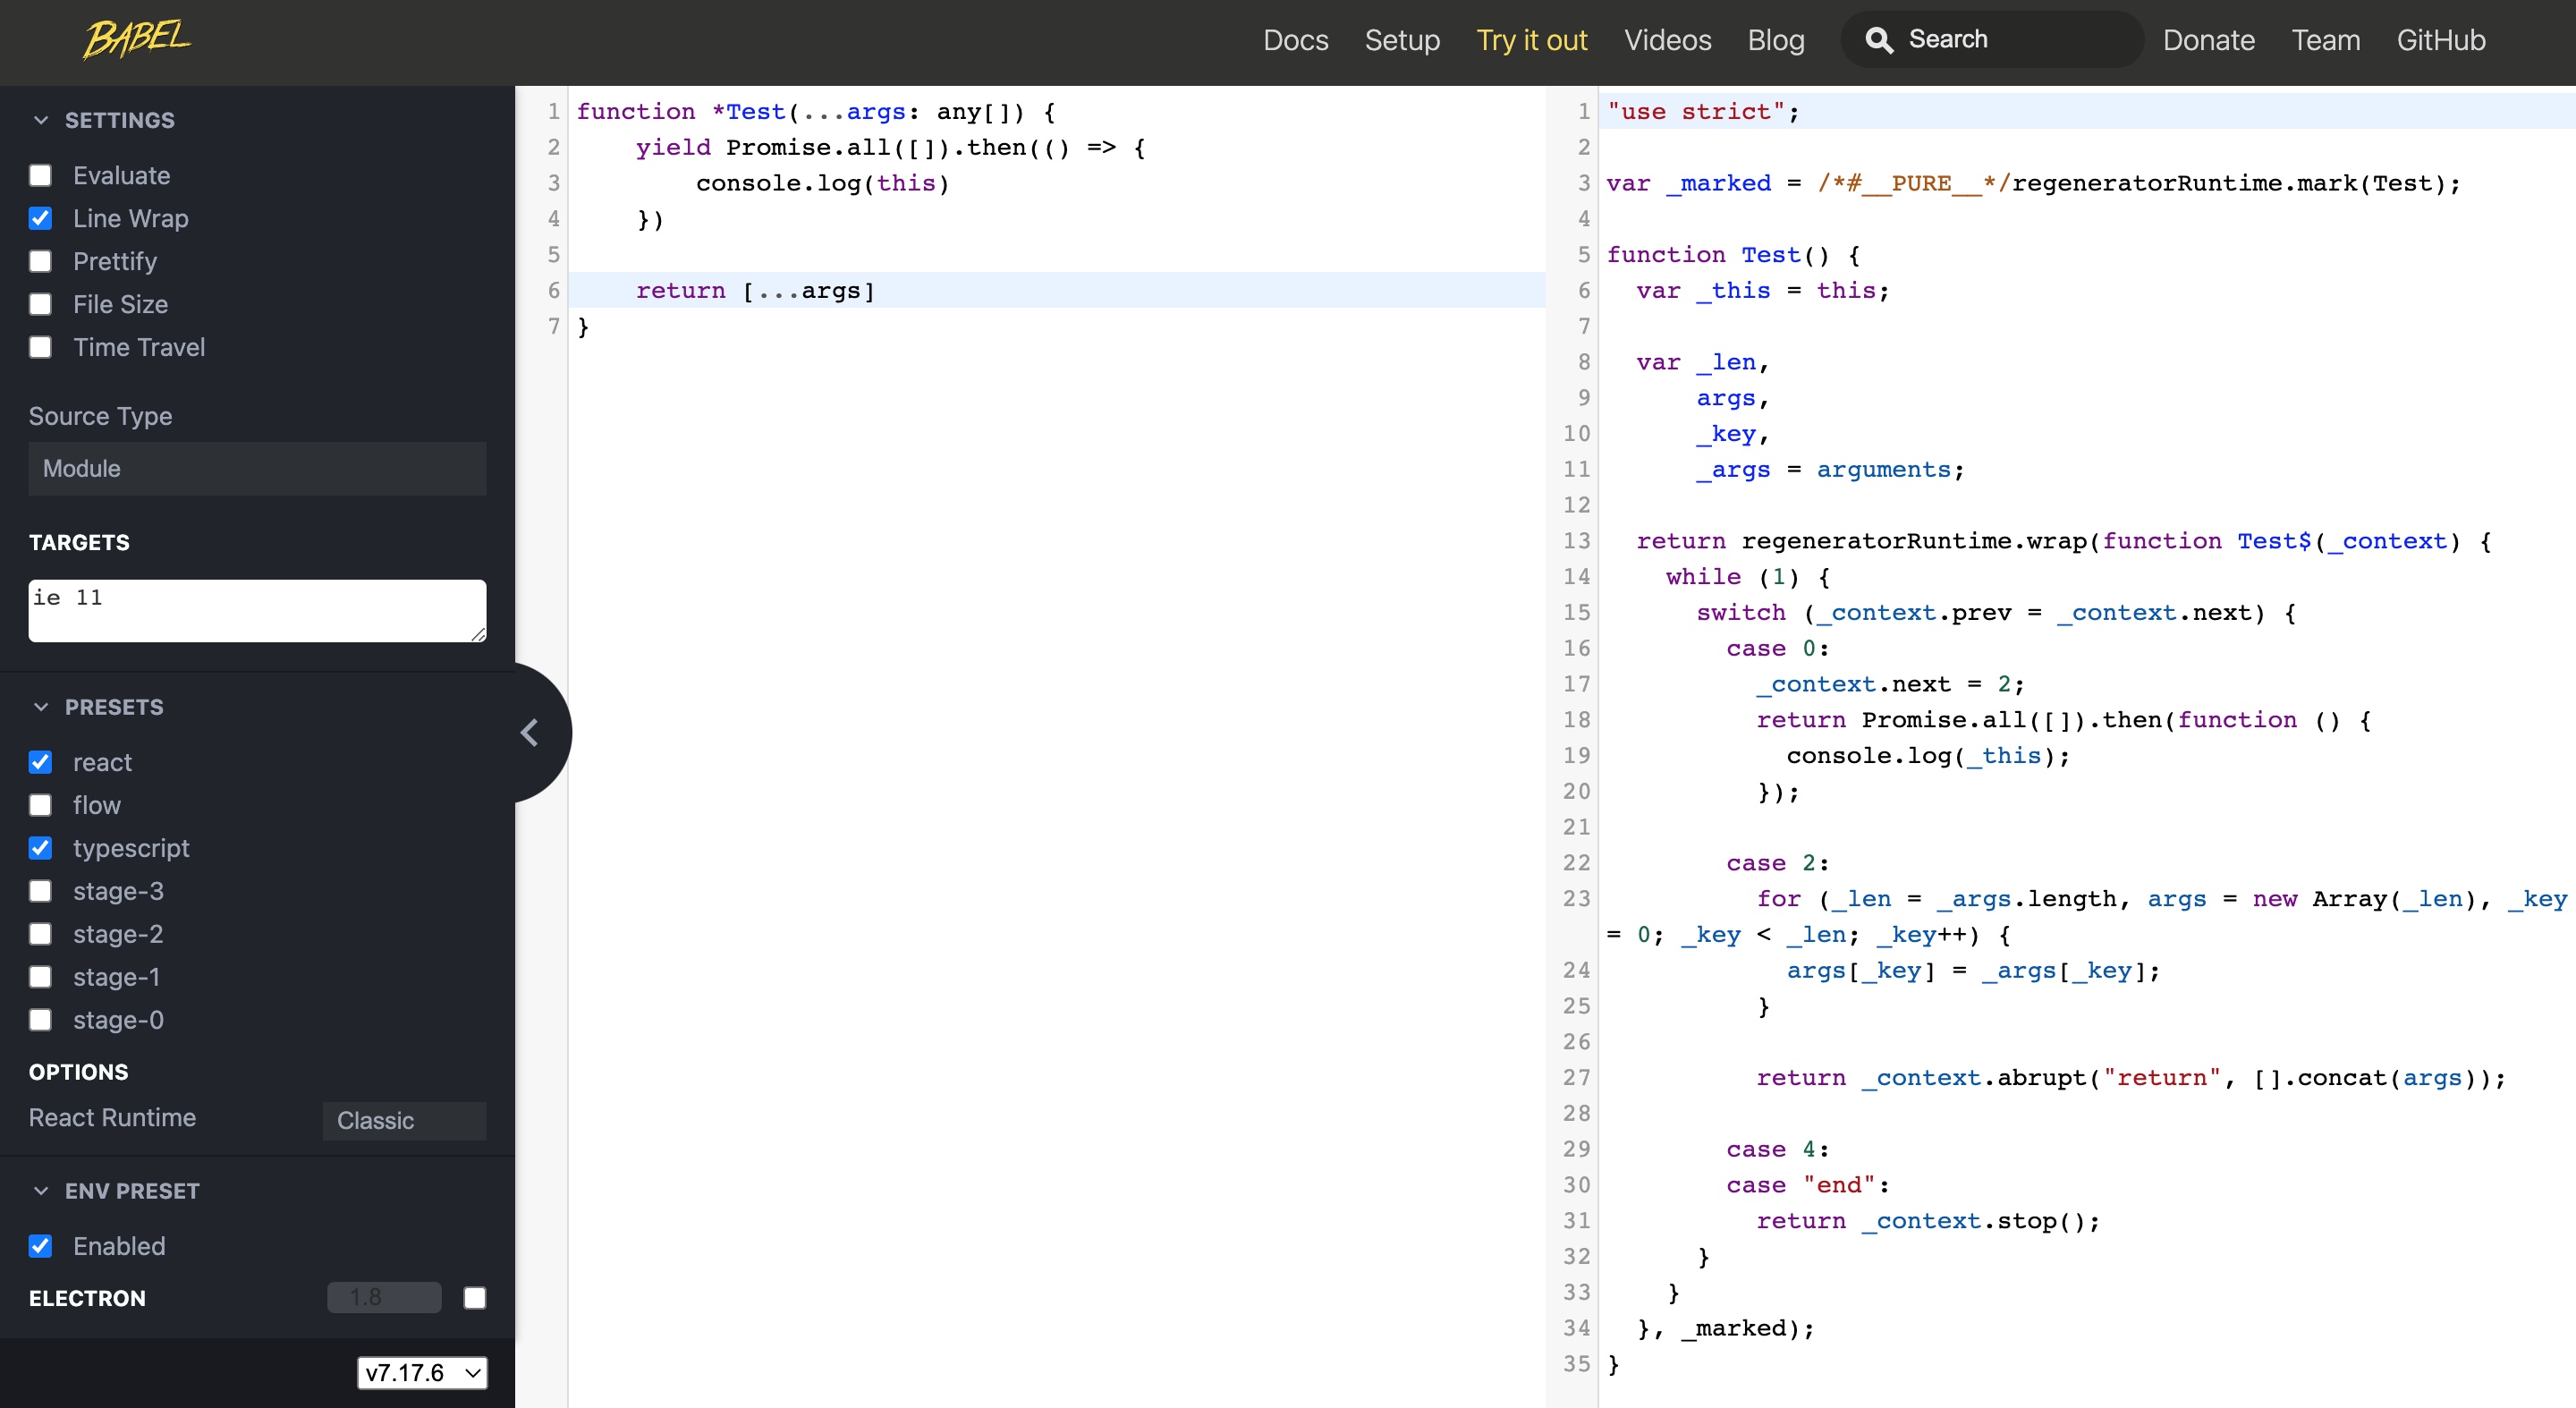 BABEL
Docs Setup Try it out Videos Blog Search Donate Team GitHub
SETTINGS
Evaluate
Line Wrap
Prettify
File Size
Time Travel
Source Type
Module
TARGETS
ie 11
PRESETS
react
flow
typescript
stage-3
stage-2
stage-1
stage-0
OPTIONS
React Runtime Classic
ENV PRESET
Enabled
ELECTRON 1.8
v7.17.6
1 function *Test(...args: any[]) {
2     yield Promise.all([]).then(() => {
3         console.log(this)
4     })
5
6     return [...args]
7 }
1 "use strict";
2
3 var _marked = /*#__PURE__*/regeneratorRuntime.mark(Test);
4
5 function Test() {
6   var _this = this;
7
8   var _len,
9       args,
10       _key,
11       _args = arguments;
12
13   return regeneratorRuntime.wrap(function Test$(_context) {
14     while (1) {
15       switch (_context.prev = _context.next) {
16         case 0:
17           _context.next = 2;
18           return Promise.all([]).then(function () {
19             console.log(_this);
20           });
21
22         case 2:
23           for (_len = _args.length, args = new Array(_len), _key
= 0; _key < _len; _key++) {
24             args[_key] = _args[_key];
25           }
26
27           return _context.abrupt("return", [].concat(args));
28
29         case 4:
30         case "end":
31           return _context.stop();
32       }
33     }
34   }, _marked);
35 }